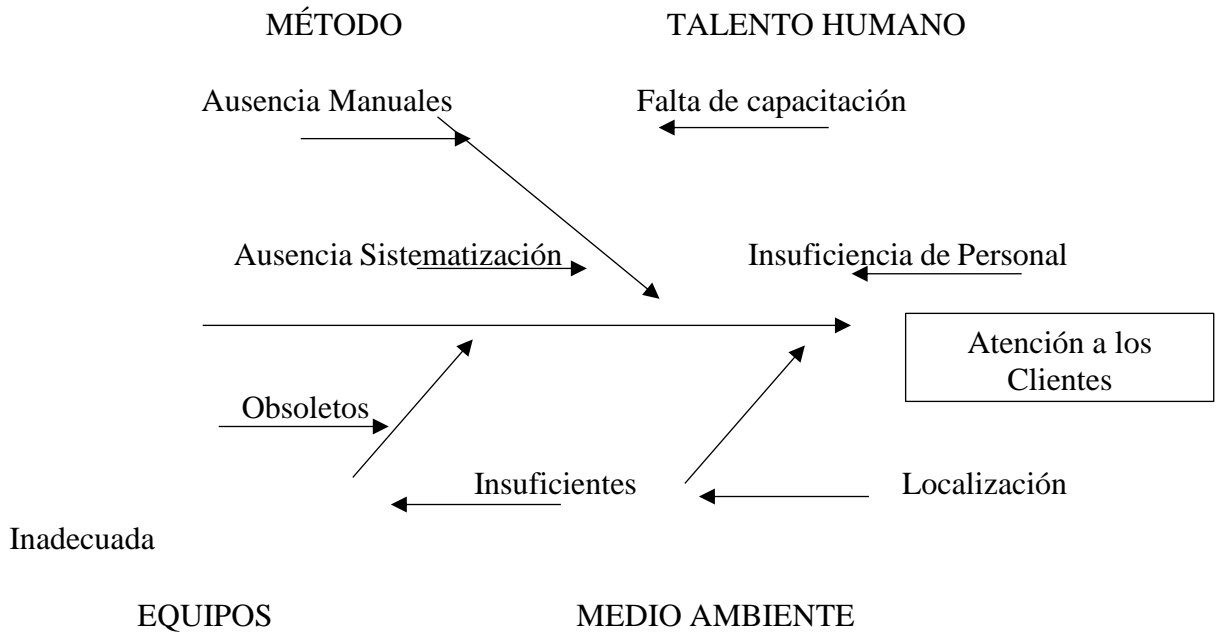 MÉTODO TALENTO HUMANO
Ausencia Manuales Falta de capacitación
Ausencia Sistematización Insuficiencia de Personal
Atención a los
Clientes
Obsoletos
Insuficientes Localización
Inadecuada
EQUIPOS MEDIO AMBIENTE